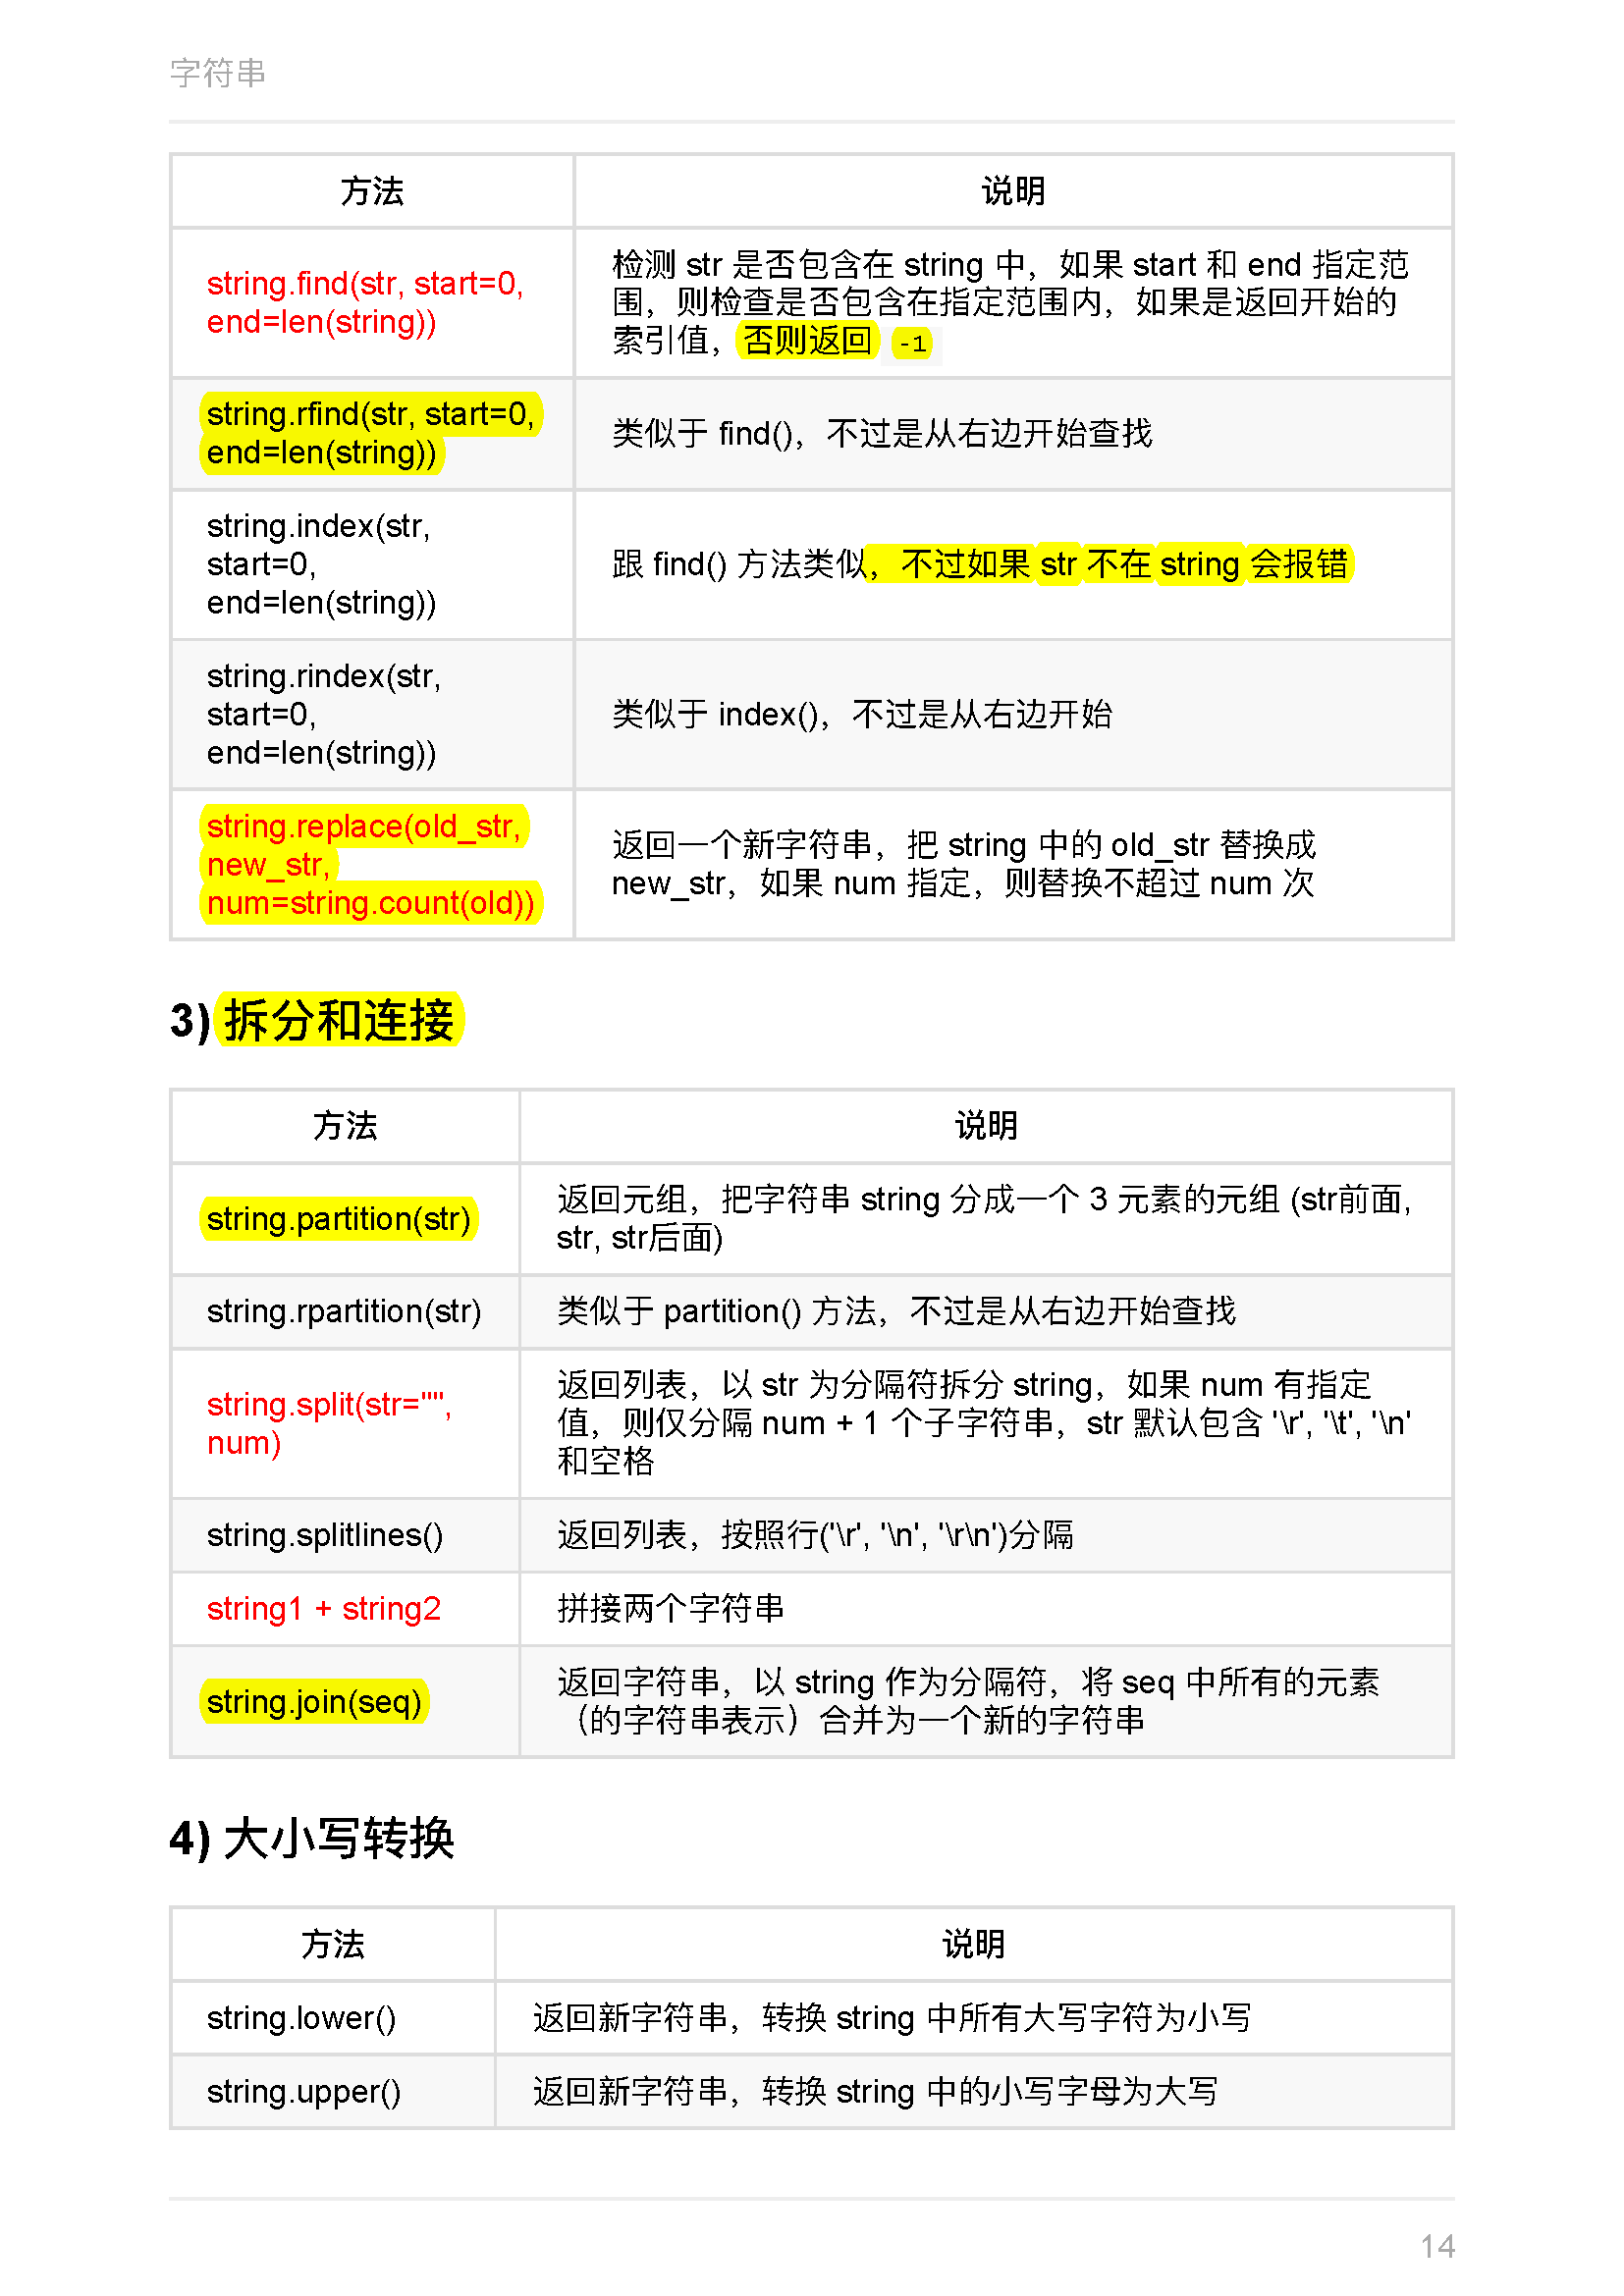 字符串
方法
说明
string.find(str, start=0,
end=len(string))
检测 str 是否包含在 string 中，如果 start 和 end 指定范
围，则检查是否包含在指定范围内，如果是返回开始的
索引值，否则返回 -1
string.rfind(str, start=0,
end=len(string))
类似于 find()，不过是从右边开始查找
string.index(str,
start=0,
end=len(string))
跟 find() 方法类似，不过如果 str 不在 string 会报错
string.rindex(str,
start=0,
end=len(string))
类似于 index()，不过是从右边开始
string.replace(old_str,
new_str,
num=string.count(old))
返回一个新字符串，把 string 中的 old_str 替换成
new_str，如果 num 指定，则替换不超过 num 次
3) 拆分和连接
方法
说明
string.partition(str)
返回元组，把字符串 string 分成一个 3 元素的元组 (str前面,
str, str后面)
string.rpartition(str)
类似于 partition() 方法，不过是从右边开始查找
string.split(str="",
num)
返回列表，以 str 为分隔符拆分 string，如果 num 有指定
值，则仅分隔 num + 1 个子字符串，str 默认包含 '\r', '\t', '\n'
和空格
string.splitlines()
返回列表，按照行('\r', '\n', '\r\n')分隔
string1 + string2
拼接两个字符串
string.join(seq)
返回字符串，以 string 作为分隔符，将 seq 中所有的元素
（的字符串表示）合并为一个新的字符串
4) 大小写转换
方法
说明
string.lower()
返回新字符串，转换 string 中所有大写字符为小写
string.upper()
返回新字符串，转换 string 中的小写字母为大写
14